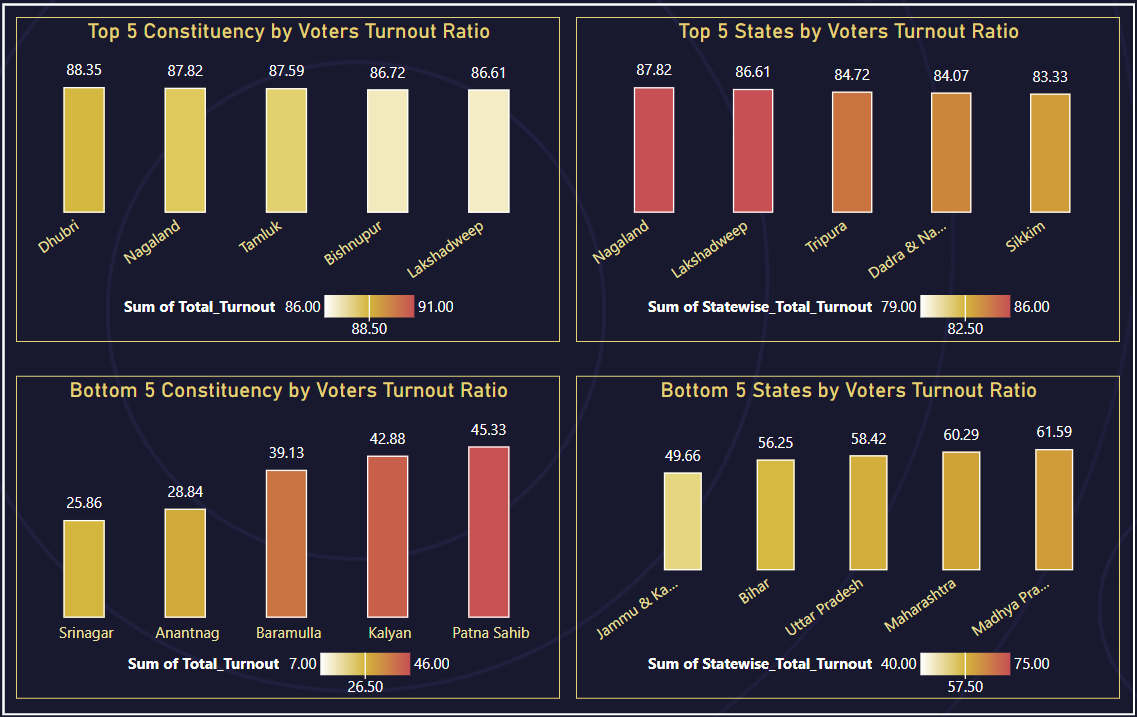 Top 5 Constituency by Voters Turnout Ratio
88.35 87.82 87.59 86.72 86.61
Dhubri Nagaland Tamluk Bishnupur Lakshadweep
Sum of Total_Turnout 86.00 91.00
88.50
Top 5 States by Voters Turnout Ratio
87.82 86.61 84.72 84.07 83.33
Nagaland Lakshadweep Tripura Dadra & Na... Sikkim
Sum of Statewise_Total_Turnout 79.00 86.00
82.50
Bottom 5 Constituency by Voters Turnout Ratio
25.86 28.84 39.13 42.88 45.33
Srinagar Anantnag Baramulla Kalyan Patna Sahib
Sum of Total_Turnout 7.00 46.00
26.50
Bottom 5 States by Voters Turnout Ratio
49.66 56.25 58.42 60.29 61.59
Jammu & Ka... Bihar Uttar Pradesh Maharashtra Madhya Pra...
Sum of Statewise_Total_Turnout 40.00 75.00
57.50